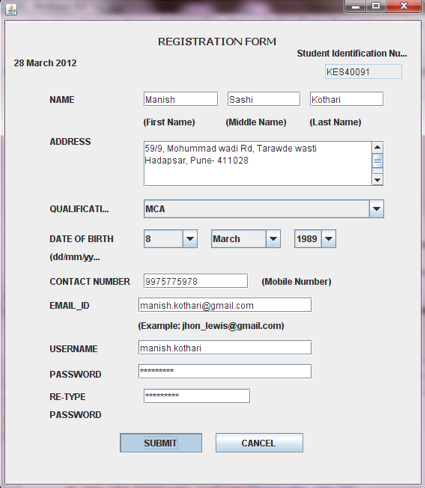 REGISTRATION FORM
Student Identification Nu...
28 March 2012
KES40091
NAME Manish Sashi Kothari
(First Name) (Middle Name) (Last Name)
ADDRESS
59/9, Mohummad wadi Rd, Tarawde wasti
Hadapsar, Pune- 411028
QUALIFICATI... MCA
DATE OF BIRTH 8 March 1989
(dd/mm/yy...
CONTACT NUMBER 9975775978 (Mobile Number)
EMAIL_ID manish.kothari@gmail.com
(Example: jhon_lewis@gmail.com)
USERNAME manish.kothari
PASSWORD *********
RE-TYPE *********
PASSWORD
SUBMIT CANCEL